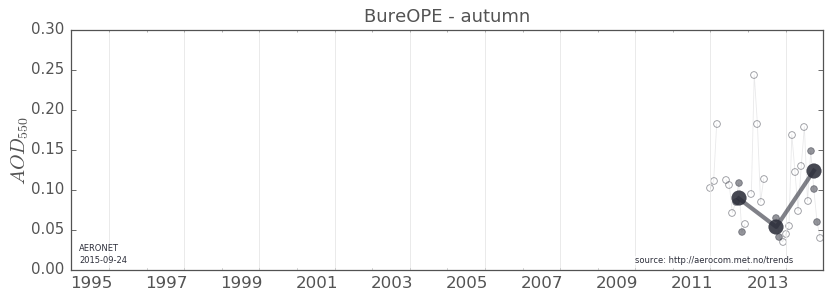 BureOPE - autumn
0.30
0.25
0.20
0.15
0.10
0.05
0.00
AOD550
AERONET
2015-09-24
source: http://aerocom.met.no/trends
1995 1997 1999 2001 2003 2005 2007 2009 2011 2013